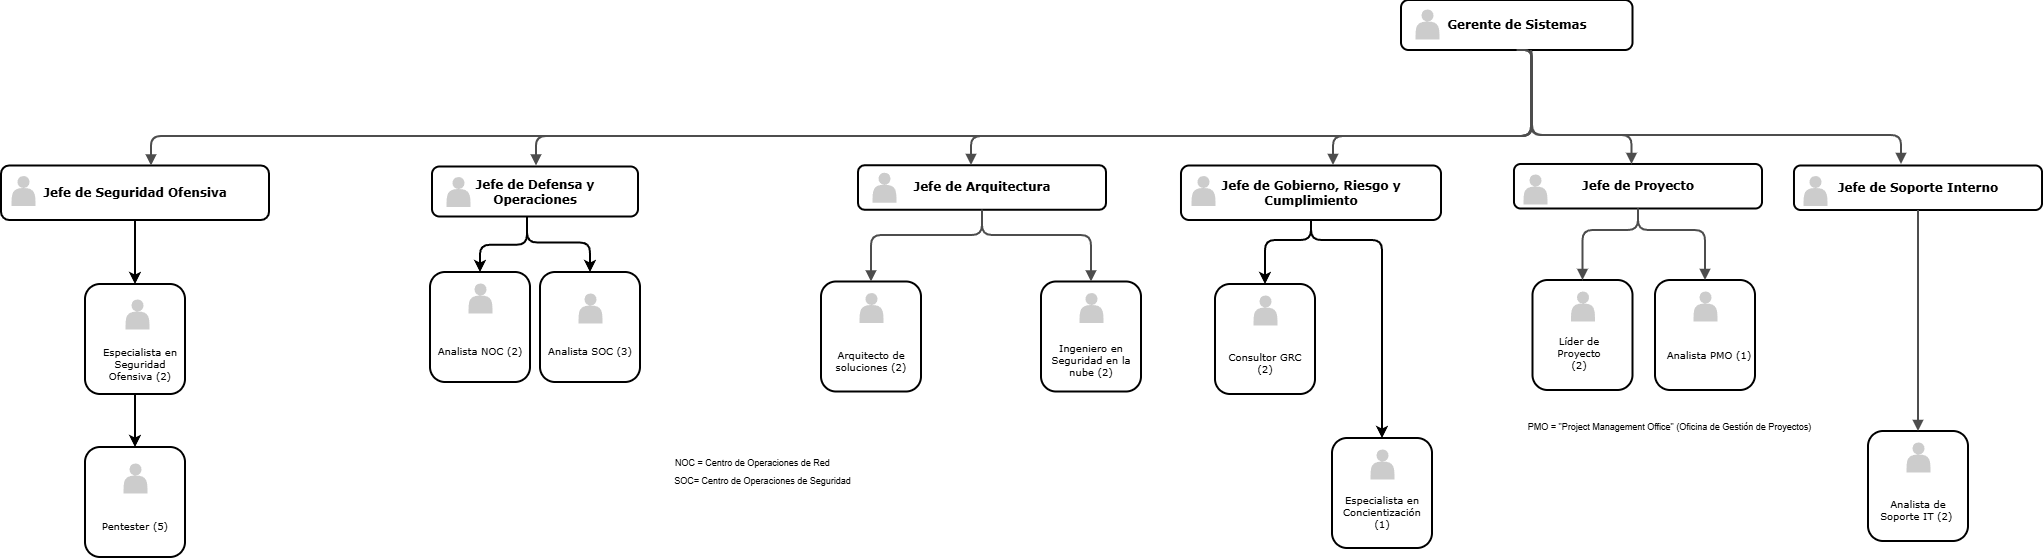 Gerente de Sistemas
Jefe de Seguridad Ofensiva
Jefe de Defensa y
Operaciones
Jefe de Arquitectura
Jefe de Gobierno, Riesgo y
Cumplimiento
Jefe de Proyecto
Jefe de Soporte Interno
Especialista en
Seguridad
Ofensiva (2)
Analista NOC (2)
Analista SOC (3)
Arquitecto de
soluciones (2)
Ingeniero en
Seguridad en la
nube (2)
Consultor GRC
(2)
Líder de
Proyecto
(2)
Analista PMO (1)
PMO = "Project Management Office" (Oficina de Gestión de Proyectos)
NOC = Centro de Operaciones de Red
SOC= Centro de Operaciones de Seguridad
Pentester (5)
Especialista en
Concientización
(1)
Analista de
Soporte IT (2)